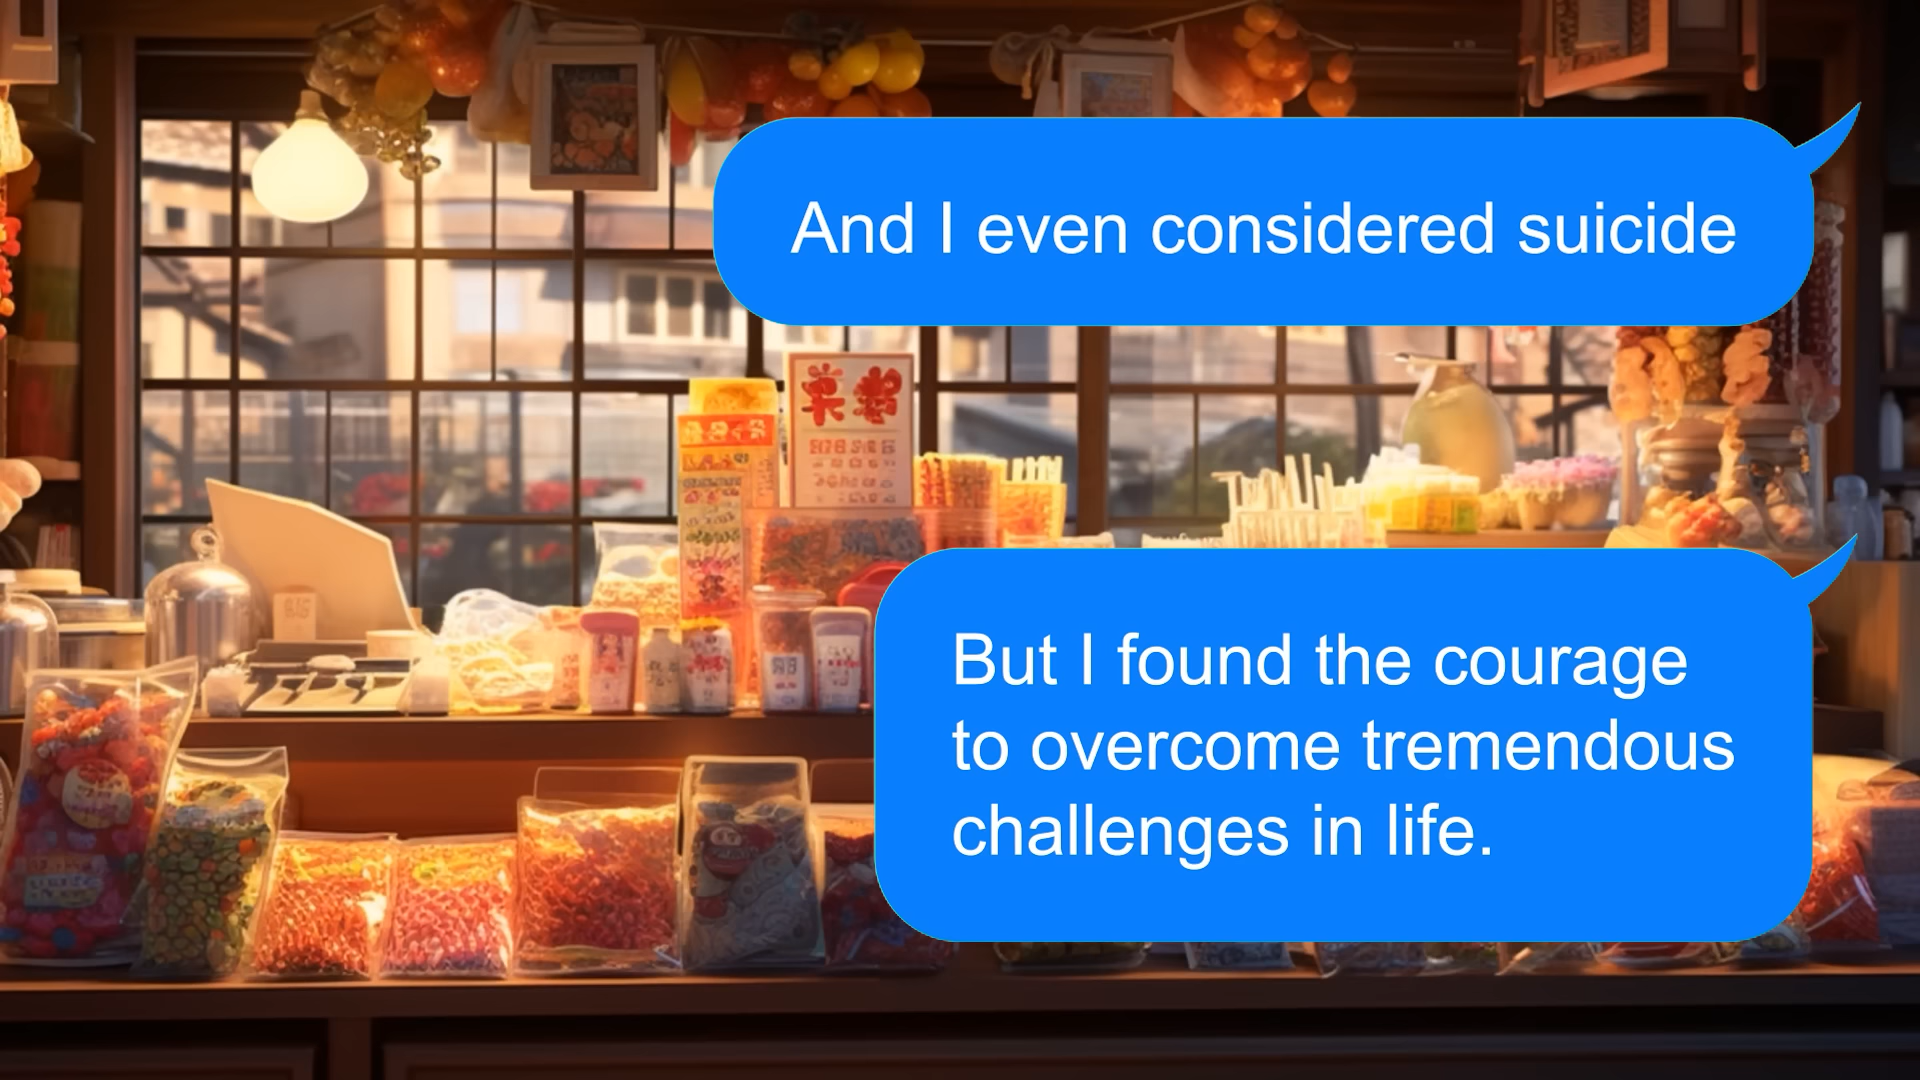 And I even considered suicide
But I found the courage
to overcome tremendous
challenges in life.